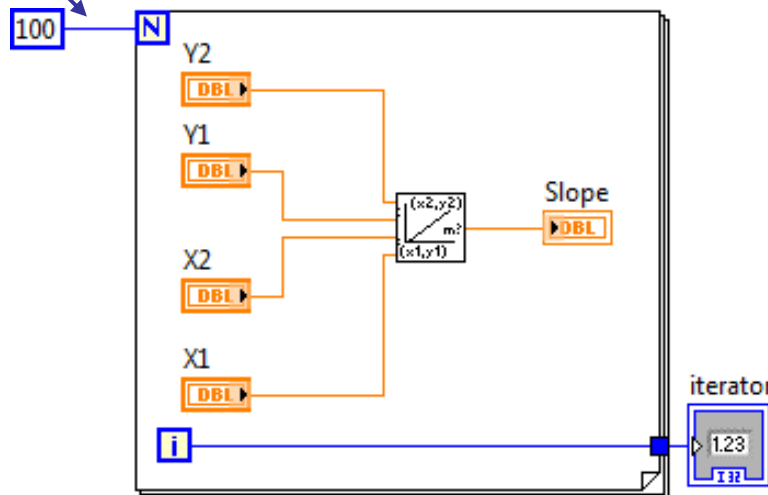 100
N
Y2
DBL
Y1
DBL
(x2,y2)
m?
(x1,y1)
Slope
DBL
X2
DBL
X1
DBL
i
iterator
1.23
I32